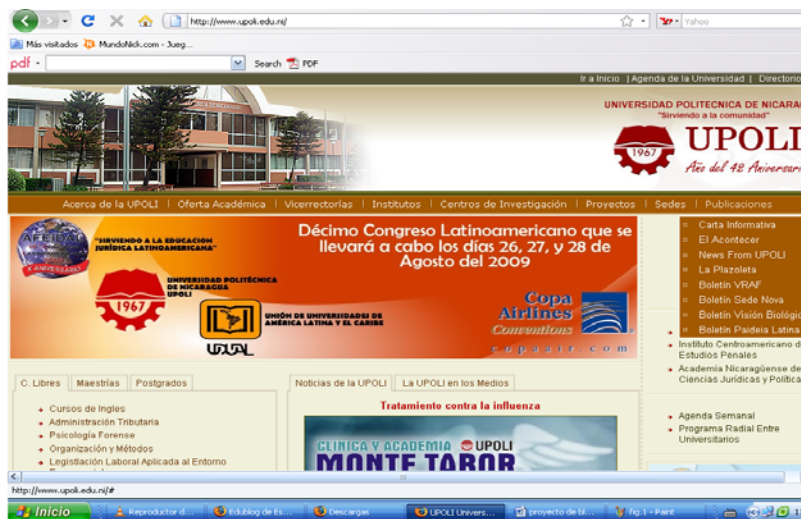 http://www.upoli.edu.ni/
Yahoo
Más visitados MundoNick.com - Jueg...
pdf Search PDF
Ir a Inicio | Agenda de la Universidad | Directorio
UNIVERSIDAD POLITECNICA DE NICARAG
"Sirviendo a la comunidad"
1967
UPOLI
Año del 42 Aniversari
Acerca de la UPOLI | Oferta Académica | Vicerrectorías | Institutos | Centros de Investigación | Proyectos | Sedes | Publicaciones
Carta Informativa
El Acontecer
News From UPOLI
La Plazoleta
Boletín VRAF
Boletín Sede Nova
Boletín Visión Biológic
Boletín Paideia Latina
AFEIDAL
X ANIVERSARIO
"SIRVIENDO A LA EDUCACIÓN
JURÍDICA LATINOAMERICANA"
UNIVERSIDAD POLITÉCNICA
DE NICARAGUA
UPOLI
1967
UNIÓN DE UNIVERSIDADES DE
AMÉRICA LATINA Y EL CARIBE
UDUAL
Décimo Congreso Latinoamericano que se
llevará a cabo los días 26, 27, y 28 de
Agosto del 2009
Copa
Airlines
Conventions
copaair.com
Instituto Centroamericano d
Estudios Penales
Academia Nicaragüense de
Ciencias Jurídicas y Política
Agenda Semanal
Programa Radial Entre
Universitarios
C. Libres Maestrías Postgrados
Cursos de Ingles
Administración Tributaria
Psicología Forense
Organización y Métodos
Legistlación Laboral Aplicada al Entorno
Noticias de la UPOLI La UPOLI en los Medios
Tratamiento contra la influenza
CLINICA Y ACADEMIA UPOLI
MONTE TABOR
http://www.upoli.edu.ni/#
Inicio Reproductor d... Edublog de Es... Descargas UPOLI Univers... proyecto de bl... fig.1 - Paint